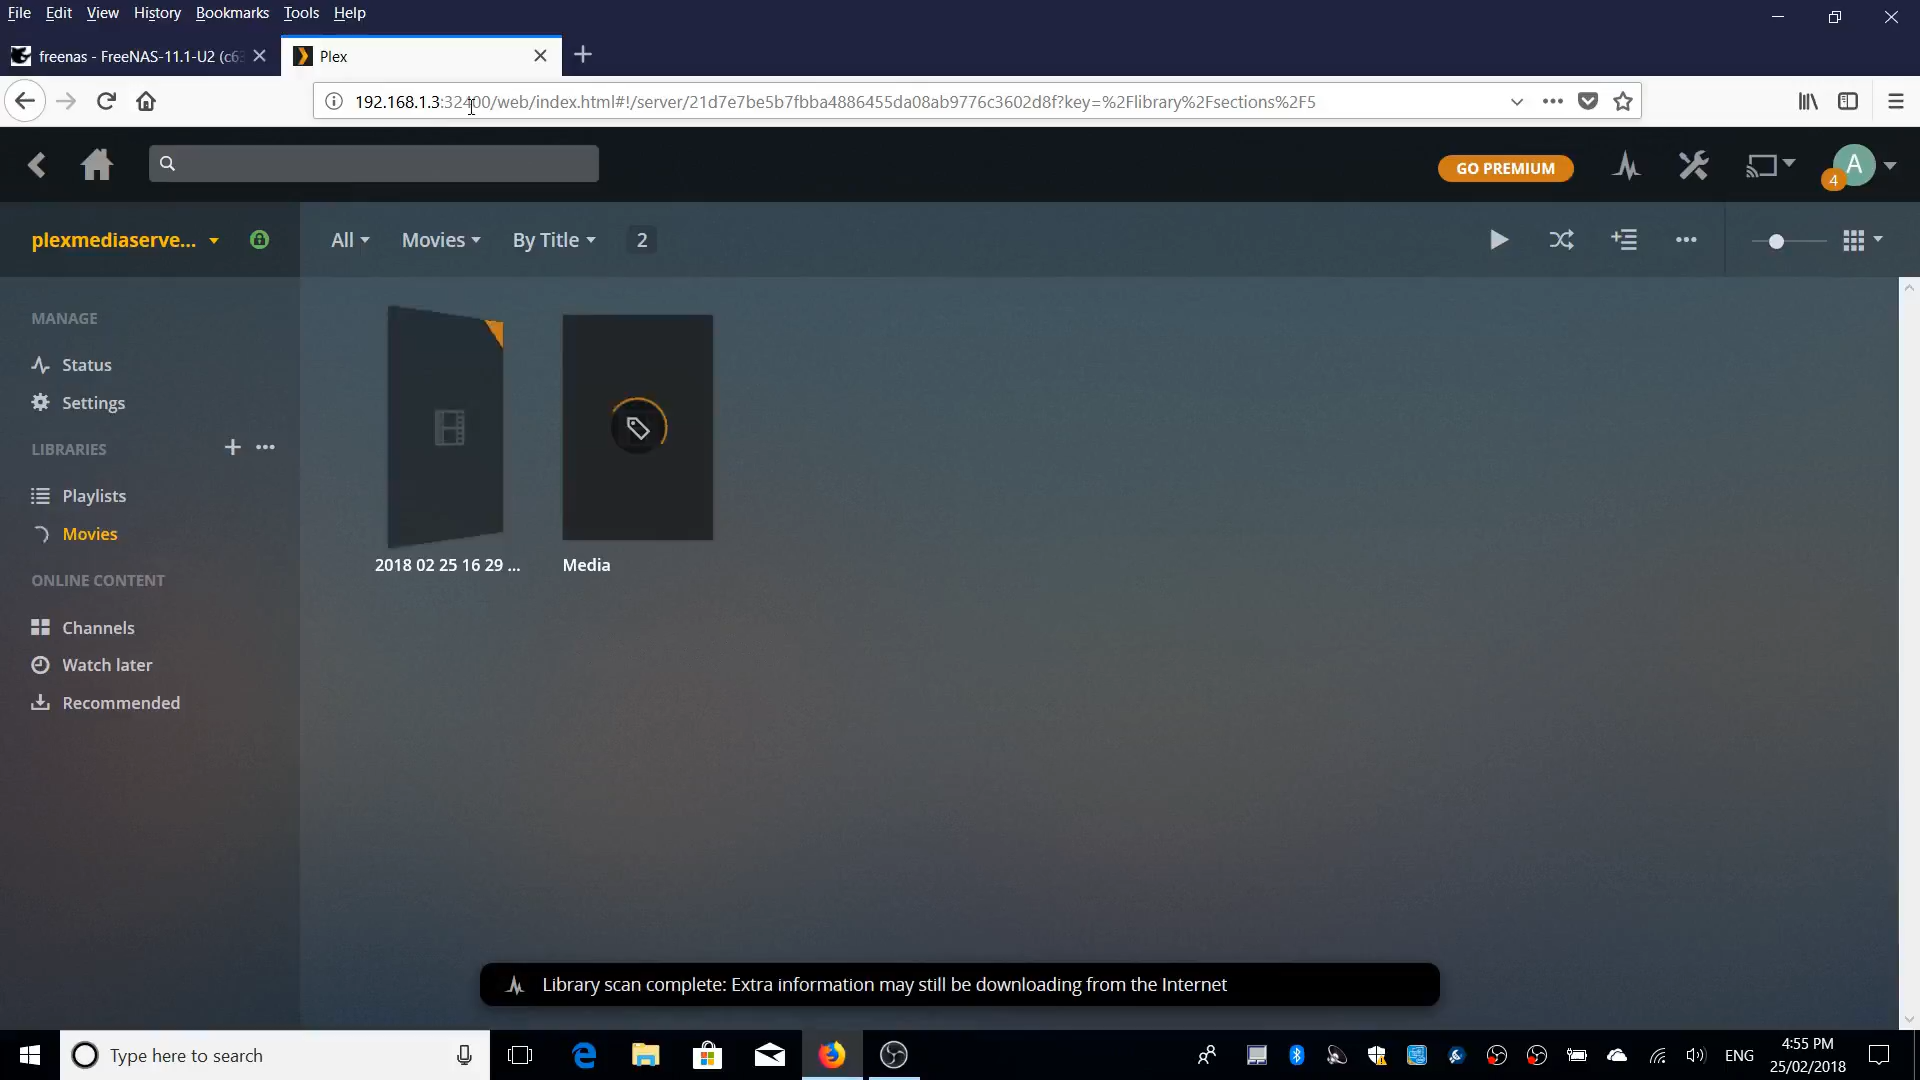 File Edit View History Bookmarks Tools Help
freenas - FreeNAS-11.1-U2 (c6
Plex
192.168.1.3:32400/web/index.html#!/server/21d7e7be5b7fbba4886455da08ab9776c3602d8f?key=%2Flibrary%2Fsections%2F5
GO PREMIUM
A
4
plexmediaserve...
All Movies By Title 2
MANAGE
Status
Settings
LIBRARIES
Playlists
Movies
ONLINE CONTENT
Channels
Watch later
Recommended
2018 02 25 16 29 ...
Media
Library scan complete: Extra information may still be downloading from the Internet
Type here to search
ENG
4:55 PM
25/02/2018